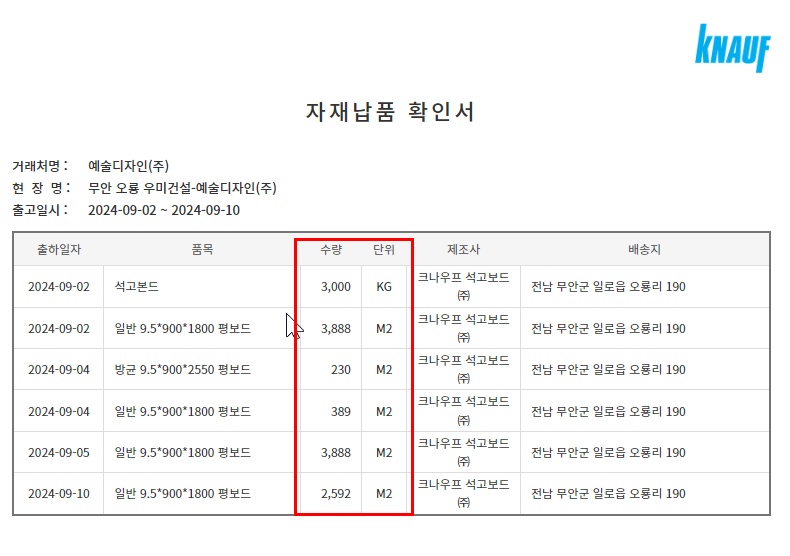 KNAUF
자재납품 확인서
거래처명 : 예술디자인(주)
현 장 명 : 무안 오룡 우미건설-예술디자인(주)
출고일시 : 2024-09-02 ~ 2024-09-10
출하일자 품목 수량 단위 제조사 배송지
2024-09-02 석고본드 3,000 KG 크나우프 석고보드 ㈜ 전남 무안군 일로읍 오룡리 190
2024-09-02 일반 9.5*900*1800 평보드 3,888 M2 크나우프 석고보드 ㈜ 전남 무안군 일로읍 오룡리 190
2024-09-04 방균 9.5*900*2550 평보드 230 M2 크나우프 석고보드 ㈜ 전남 무안군 일로읍 오룡리 190
2024-09-04 일반 9.5*900*1800 평보드 389 M2 크나우프 석고보드 ㈜ 전남 무안군 일로읍 오룡리 190
2024-09-05 일반 9.5*900*1800 평보드 3,888 M2 크나우프 석고보드 ㈜ 전남 무안군 일로읍 오룡리 190
2024-09-10 일반 9.5*900*1800 평보드 2,592 M2 크나우프 석고보드 ㈜ 전남 무안군 일로읍 오룡리 190